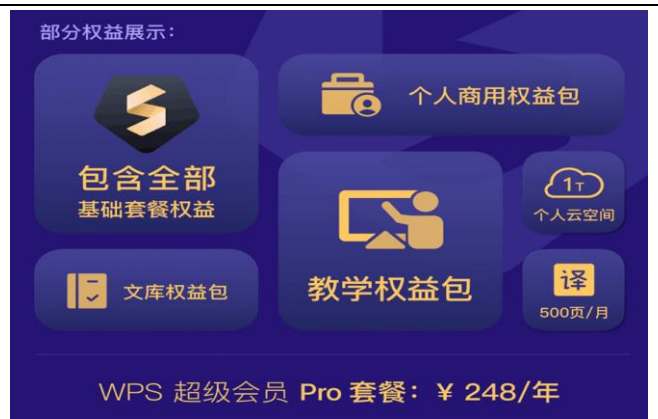 部分权益展示：
个人商用权益包
包含全部
基础套餐权益
1T
个人云空间
文库权益包
教学权益包
译
500页/月
WPS 超级会员 Pro 套餐：¥ 248/年